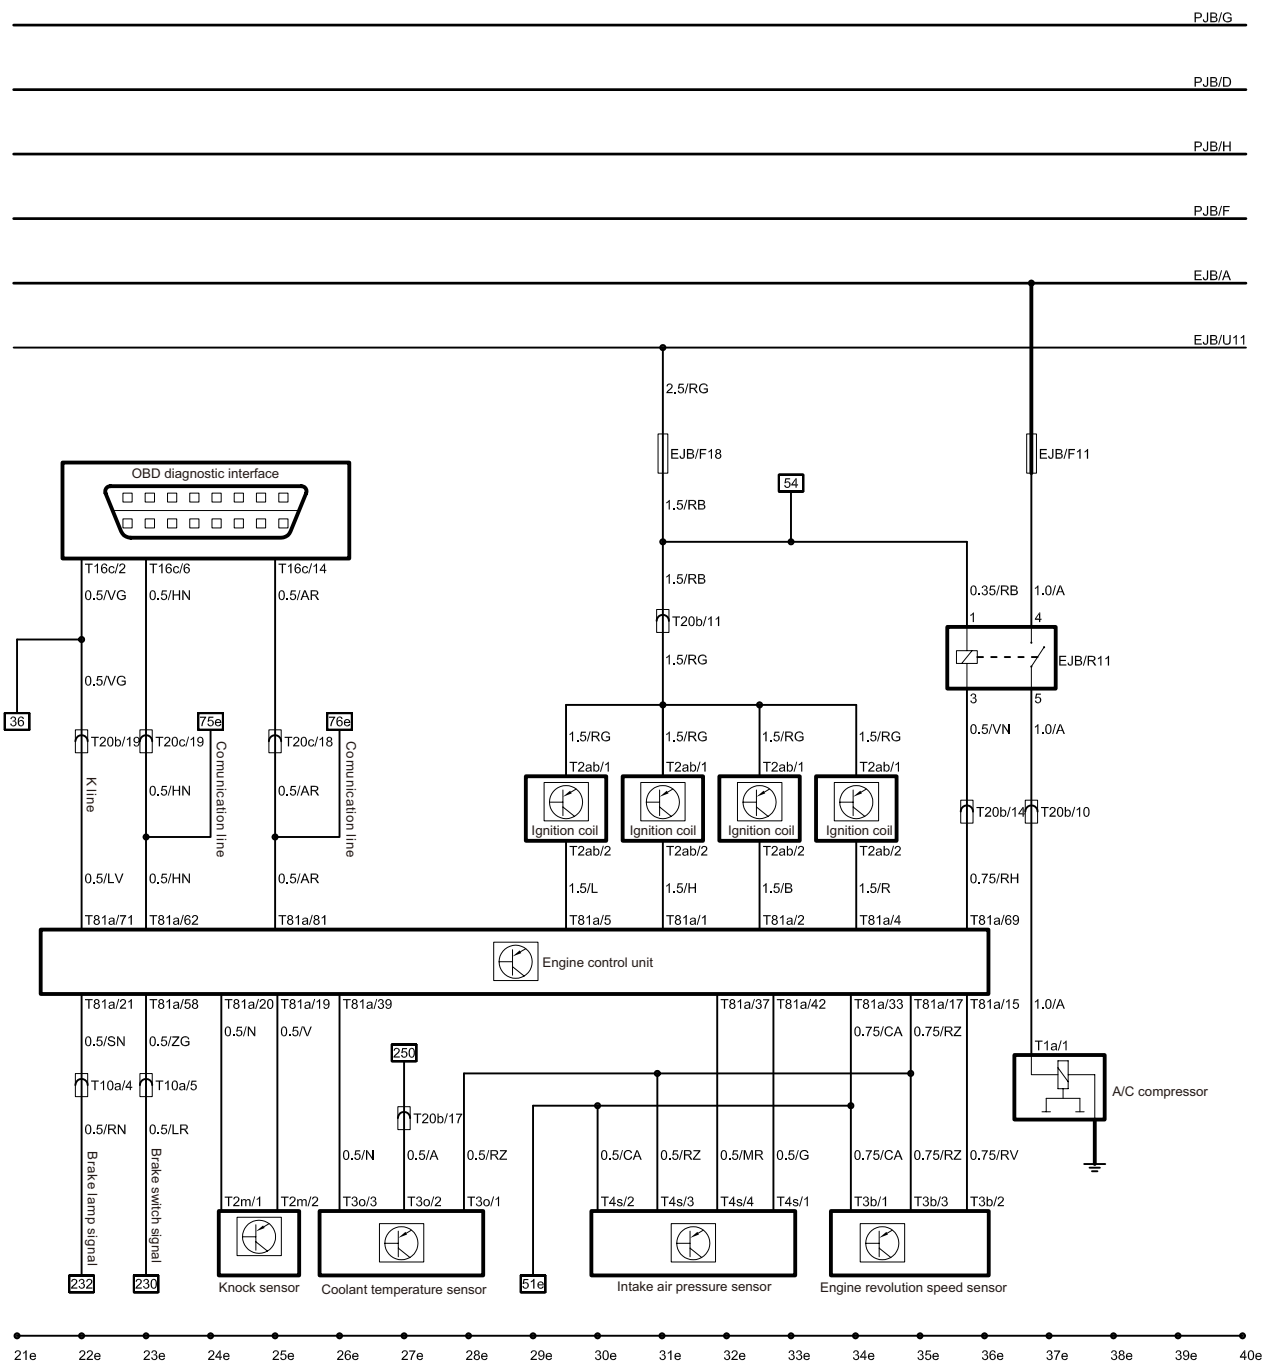 PJB/G
PJB/D
PJB/H
PJB/F
EJB/A
EJB/U11
2.5/RG
EJB/F18 EJB/F11
OBD diagnostic interface
54
1.5/RB
T16c/2 T16c/6 T16c/14
1.5/RB
0.5/VG 0.5/HN 0.5/AR 0.35/RB 1.0/A
T20b/11 1 4
1.5/RG EJB/R11
0.5/VG
3 5
36 75e 76e 0.5/VN 1.0/A
1.5/RG 1.5/RG 1.5/RG 1.5/RG
T20b/19 T20c/19 T20c/18
Comunication line
Comunication line
K line
T2ab/1 T2ab/1 T2ab/1 T2ab/1
0.5/HN 0.5/AR
T20b/14 T20b/10
Ignition coil Ignition coil Ignition coil Ignition coil
T2ab/2 T2ab/2 T2ab/2 T2ab/2
0.5/LV 0.5/HN 0.5/AR 0.75/RH
1.5/L 1.5/H 1.5/B 1.5/R
T81a/71 T81a/62 T81a/81 T81a/5 T81a/1 T81a/2 T81a/4 T81a/69
Engine control unit
T81a/21 T81a/58 T81a/20 T81a/19 T81a/39 T81a/37 T81a/42 T81a/33 T81a/17 T81a/15 1.0/A
0.5/N 0.5/V 0.75/CA 0.75/RZ
0.5/SN 0.5/ZG T1a/1
250
T10a/4 T10a/5 A/C compressor
T20b/17
0.5/RN 0.5/LR
0.5/N 0.5/A 0.5/RZ 0.5/CA 0.5/RZ 0.5/MR 0.5/G 0.75/CA 0.75/RZ 0.75/RV
Brake lamp signal
Brake switch signal
T2m/1 T2m/2 T3o/3 T3o/2 T3o/1 T4s/2 T4s/3 T4s/4 T4s/1 T3b/1 T3b/3 T3b/2
232 230 51e
Knock sensor Coolant temperature sensor Intake air pressure sensor Engine revolution speed sensor
21e 22e 23e 24e 25e 26e 27e 28e 29e 30e 31e 32e 33e 34e 35e 36e 37e 38e 39e 40e